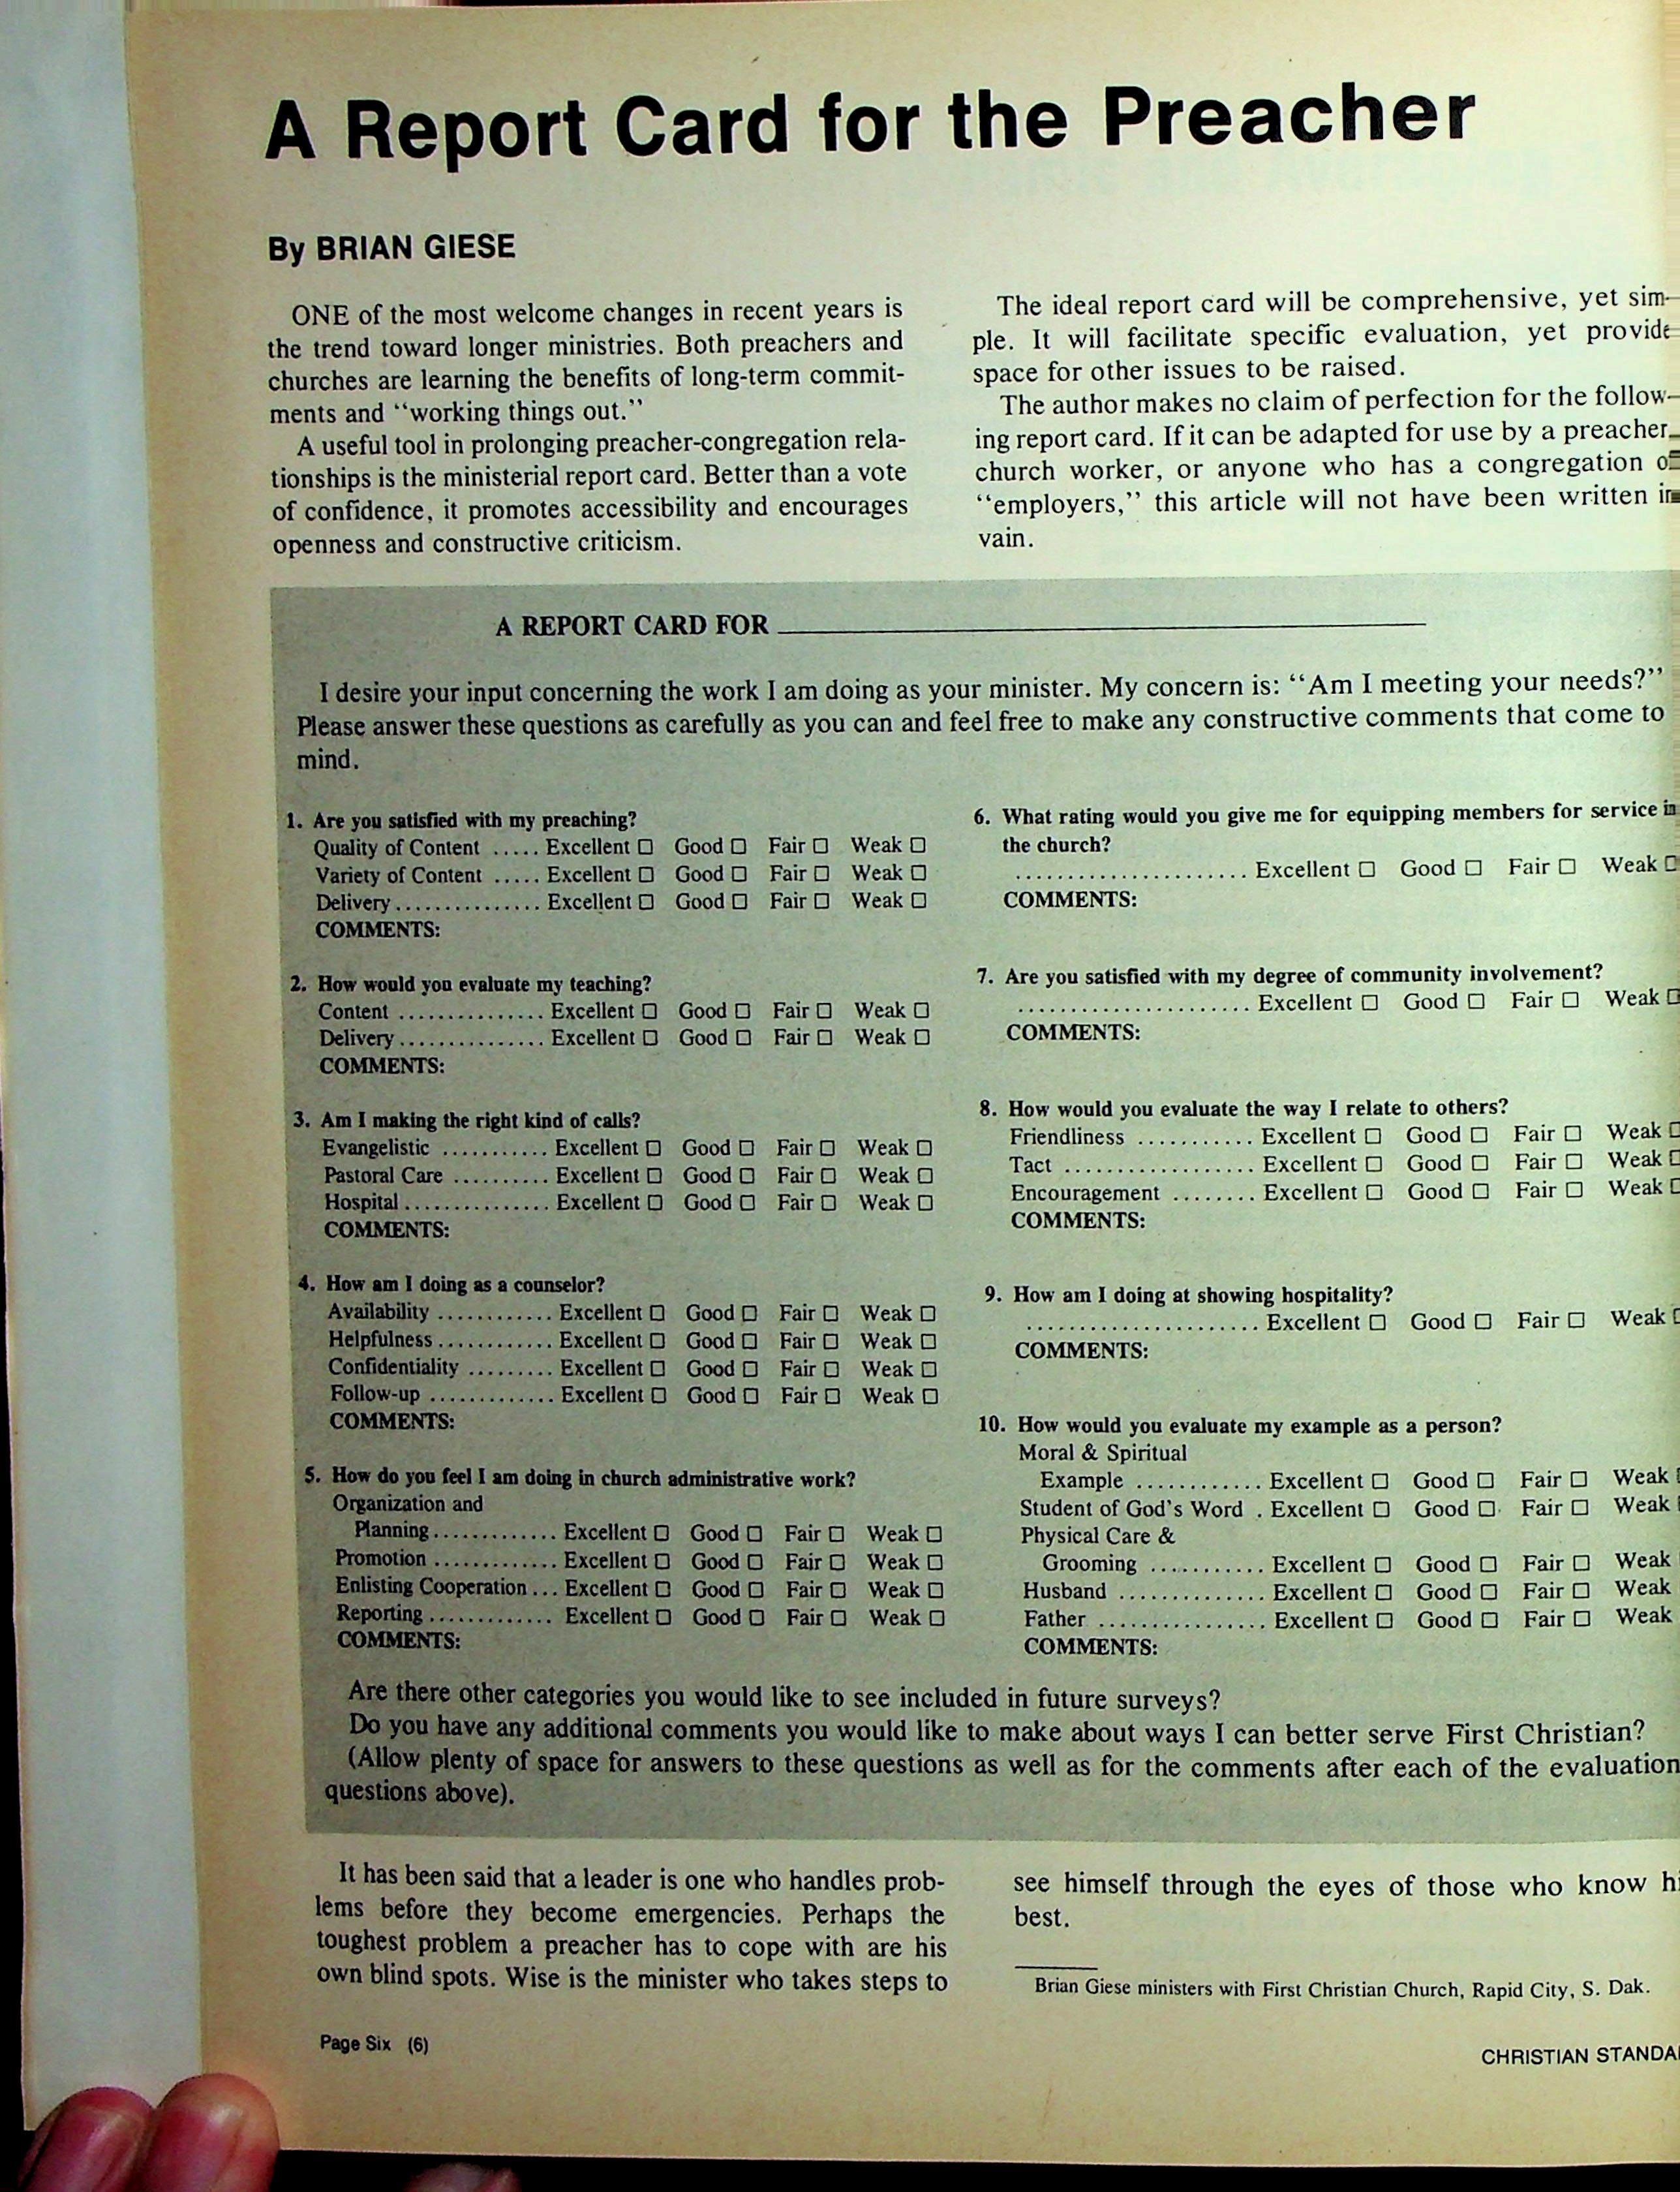 A Report Card for the Preacher
By BRIAN GIESE
ONE of the most welcome changes in recent years is
the trend toward longer ministries. Both preachers and
churches are learning the benefits of long-term commit-
ments and “working things out.”
A useful tool in prolonging preacher-congregation rela-
tionships is the ministerial report card. Better than a vote
of confidence, it promotes accessibility and encourages
openness and constructive criticism.
The ideal report card will be comprehensive, yet sim-
ple. It will facilitate specific evaluation, yet provide
space for other issues to be raised.
The author makes no claim of perfection for the follow-
ing report card. If it can be adapted for use by a preacher,
church worker, or anyone who has a congregation of
“employers,” this article will not have been written in
vain.
A REPORT CARD FOR
I desire your input concerning the work I am doing as your minister. My concern is: “Am I meeting your needs?”
Please answer these questions as carefully as you can and feel free to make any constructive comments that come to
mind.
1. Are you satisfied with my preaching?
Quality of Content ..... Excellent □ Good □ Fair □ Weak □
Variety of Content ..... Excellent □ Good □ Fair □ Weak □
Delivery ............... Excellent □ Good □ Fair □ Weak □
COMMENTS:
2. How would you evaluate my teaching?
Content ............... Excellent □ Good □ Fair □ Weak □
Delivery ............... Excellent □ Good □ Fair □ Weak □
COMMENTS:
3. Am I making the right kind of calls?
Evangelistic ........... Excellent □ Good □ Fair □ Weak □
Pastoral Care .......... Excellent □ Good □ Fair □ Weak □
Hospital ............... Excellent □ Good □ Fair □ Weak □
COMMENTS:
4. How am I doing as a counselor?
Availability ............ Excellent □ Good □ Fair □ Weak □
Helpfulness ............ Excellent □ Good □ Fair □ Weak □
Confidentiality ......... Excellent □ Good □ Fair □ Weak □
Follow-up ............. Excellent □ Good □ Fair □ Weak □
COMMENTS:
5. How do you feel I am doing in church administrative work?
Organization and
Planning ............. Excellent □ Good □ Fair □ Weak □
Promotion ............. Excellent □ Good □ Fair □ Weak □
Enlisting Cooperation ... Excellent □ Good □ Fair □ Weak □
Reporting ............. Excellent □ Good □ Fair □ Weak □
COMMENTS:
6. What rating would you give me for equipping members for service in
the church?
...................... Excellent □ Good □ Fair □ Weak □
COMMENTS:
7. Are you satisfied with my degree of community involvement?
...................... Excellent □ Good □ Fair □ Weak □
COMMENTS:
8. How would you evaluate the way I relate to others?
Friendliness ........... Excellent □ Good □ Fair □ Weak □
Tact .................. Excellent □ Good □ Fair □ Weak □
Encouragement ........ Excellent □ Good □ Fair □ Weak □
COMMENTS:
9. How am I doing at showing hospitality?
...................... Excellent □ Good □ Fair □ Weak □
COMMENTS:
10. How would you evaluate my example as a person?
Moral & Spiritual
Example ............ Excellent □ Good □ Fair □ Weak
Student of God's Word . Excellent □ Good □ Fair □ Weak
Physical Care &
Grooming ........... Excellent □ Good □ Fair □ Weak
Husband .............. Excellent □ Good □ Fair □ Weak
Father ................ Excellent □ Good □ Fair □ Weak
COMMENTS:
Are there other categories you would like to see included in future surveys?
Do you have any additional comments you would like to make about ways I can better serve First Christian?
(Allow plenty of space for answers to these questions as well as for the comments after each of the evaluation
questions above).
It has been said that a leader is one who handles prob-
lems before they become emergencies. Perhaps the
toughest problem a preacher has to cope with are his
own blind spots. Wise is the minister who takes steps to
see himself through the eyes of those who know hi
best.
Brian Giese ministers with First Christian Church, Rapid City, S. Dak.
Page Six (6)
CHRISTIAN STANDA